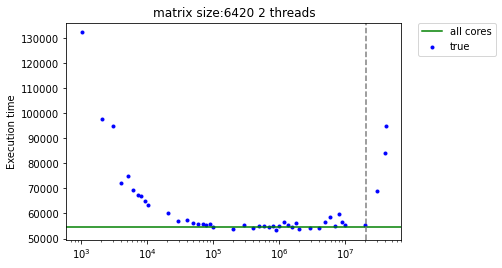 matrix size:6420 2 threads
all cores
true
Execution time
130000
120000
110000
100000
90000
80000
70000
60000
50000
10³ 10⁴ 10⁵ 10⁶ 10⁷